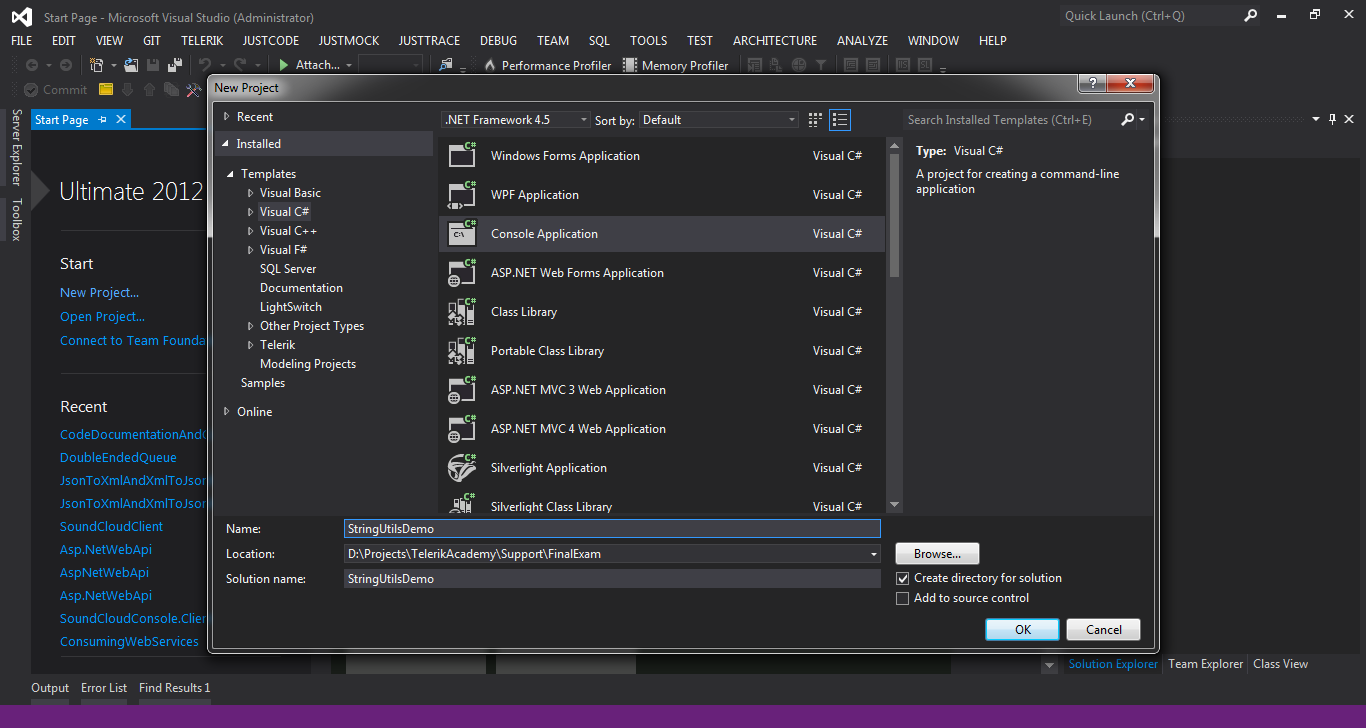 Start Page - Microsoft Visual Studio (Administrator)
Quick Launch (Ctrl+Q)
FILE EDIT VIEW GIT TELERIK JUSTCODE JUSTMOCK JUSTTRACE DEBUG TEAM SQL TOOLS TEST ARCHITECTURE ANALYZE WINDOW HELP
Attach... Performance Profiler Memory Profiler
Commit
Server Explorer
Toolbox
Start Page
Ultimate 2012
Start
New Project...
Open Project...
Connect to Team Founda
Recent
CodeDocumentationAnd
DoubleEndedQueue
JsonToXmlAndXmlToJson
JsonToXmlAndXmlToJson
SoundCloudClient
Asp.NetWebApi
AspNetWebApi
Asp.NetWebApi
SoundCloudConsole.Clien
ConsumingWebServices
New Project
?
Recent
Installed
Templates
Visual Basic
Visual C#
Visual C++
Visual F#
SQL Server
Documentation
LightSwitch
Other Project Types
Telerik
Modeling Projects
Samples
Online
.NET Framework 4.5 Sort by: Default
Search Installed Templates (Ctrl+E)
C# Windows Forms Application Visual C#
C# WPF Application Visual C#
C# C:\ Console Application Visual C#
C# ASP.NET Web Forms Application Visual C#
C# Class Library Visual C#
C# Portable Class Library Visual C#
C# ASP.NET MVC 3 Web Application Visual C#
C# ASP.NET MVC 4 Web Application Visual C#
C# Silverlight Application Visual C#
C# Silverlight Class Library Visual C#
Type: Visual C#
A project for creating a command-line
application
Name: StringUtilsDemo
Location: D:\Projects\TelerikAcademy\Support\FinalExam Browse...
Solution name: StringUtilsDemo
Create directory for solution
Add to source control
OK Cancel
Solution Explorer Team Explorer Class View
Output Error List Find Results 1